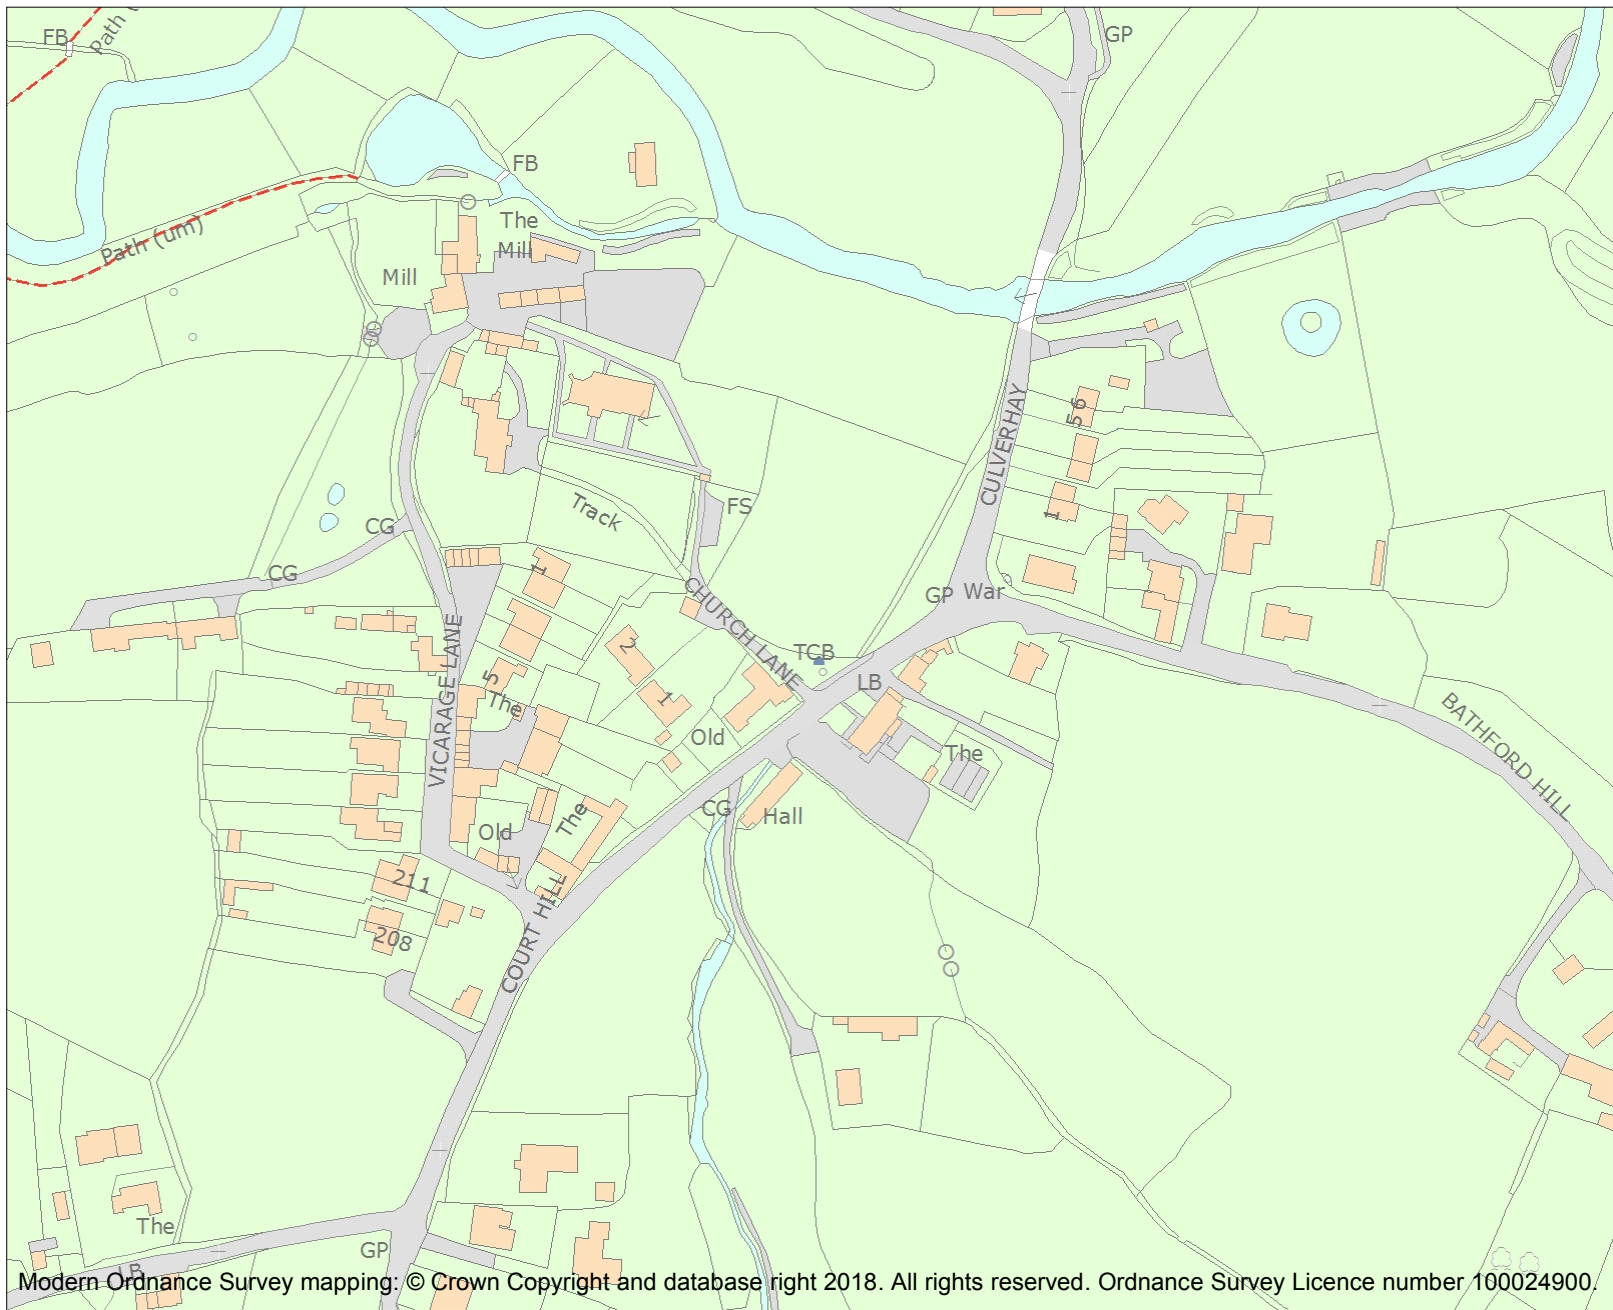 FB
Path (
GP
FB
The
Mill
Path (um)
Mill
CULVERHAY
5 6
1
CG
Track
FS
CG
1
GP
War
CHURCH LANE
VICARAGE LANE
2
TCB
5
The
1
LB
BATHFORD HILL
Old
The
CG
Hall
The
Old
211
COURT HILL
208
The
GP
LB
Modern Ordnance Survey mapping: © Crown Copyright and database right 2018. All rights reserved. Ordnance Survey Licence number 100024900.